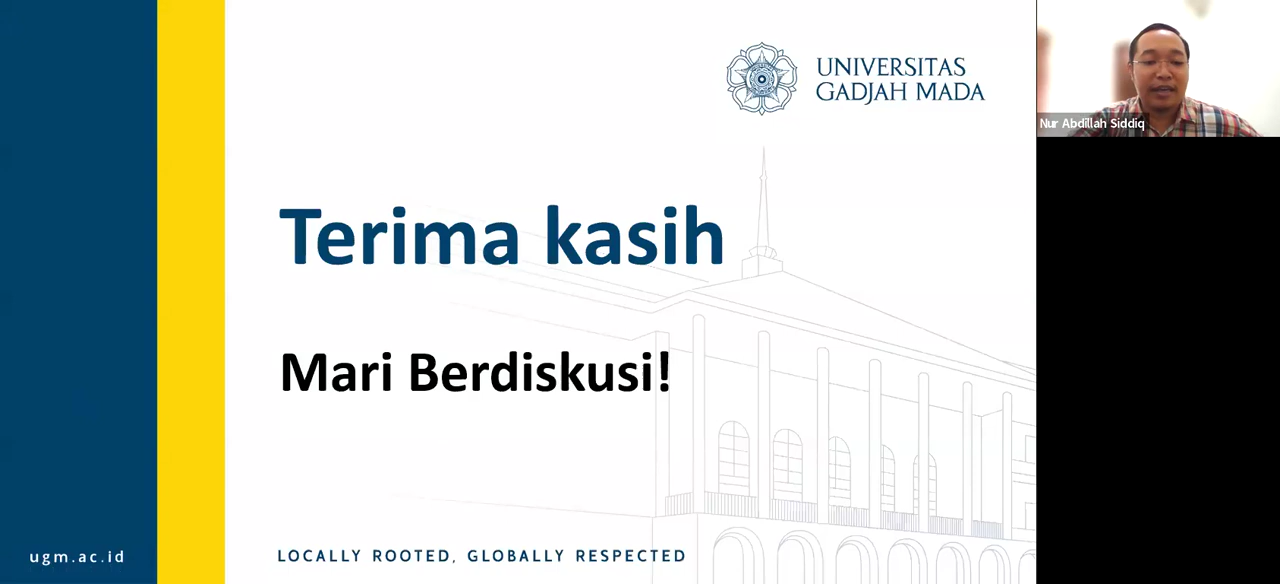 UNIVERSITAS
GADJAH MADA
Nur Abdillah Siddiq
Terima kasih
Mari Berdiskusi!
ugm.ac.id
LOCALLY ROOTED, GLOBALLY RESPECTED